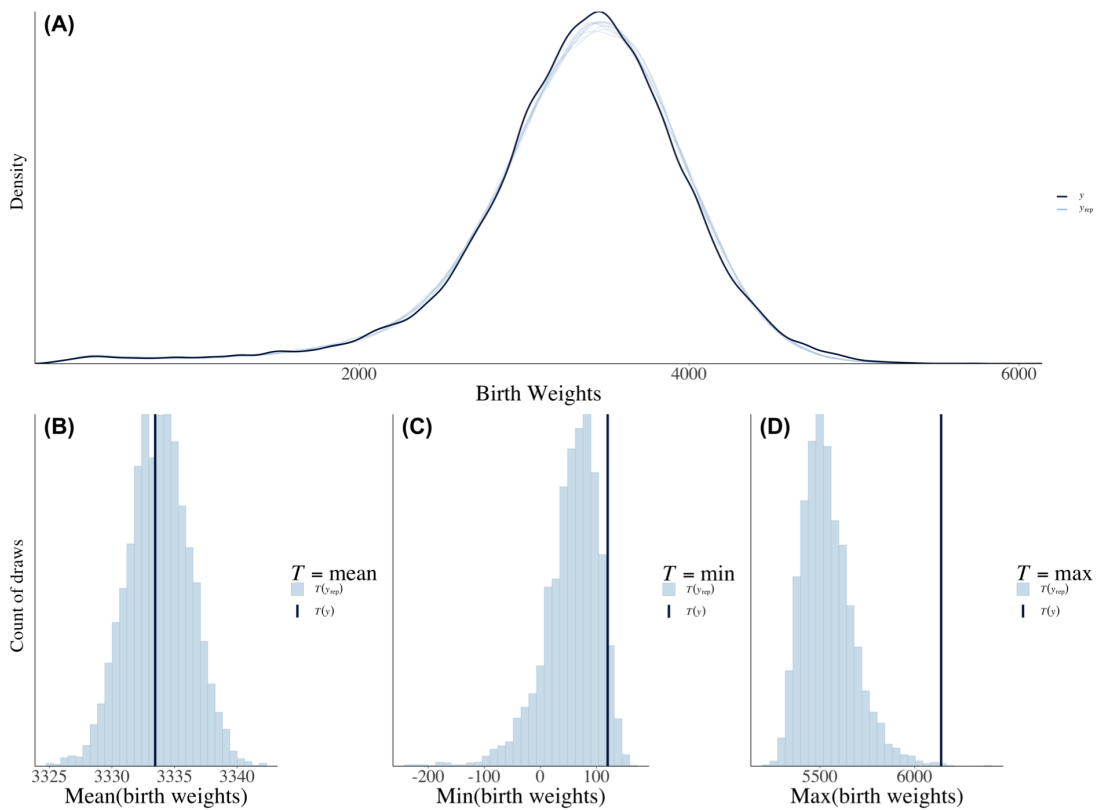 (A)
Density
y
y_rep
2000
4000
6000
Birth Weights
(B)
Count of draws
T = mean
T(y_rep)
T(y)
3325
3330
3335
3340
Mean(birth weights)
(C)
T = min
T(y_rep)
T(y)
-200
-100
0
100
Min(birth weights)
(D)
T = max
T(y_rep)
T(y)
5500
6000
Max(birth weights)